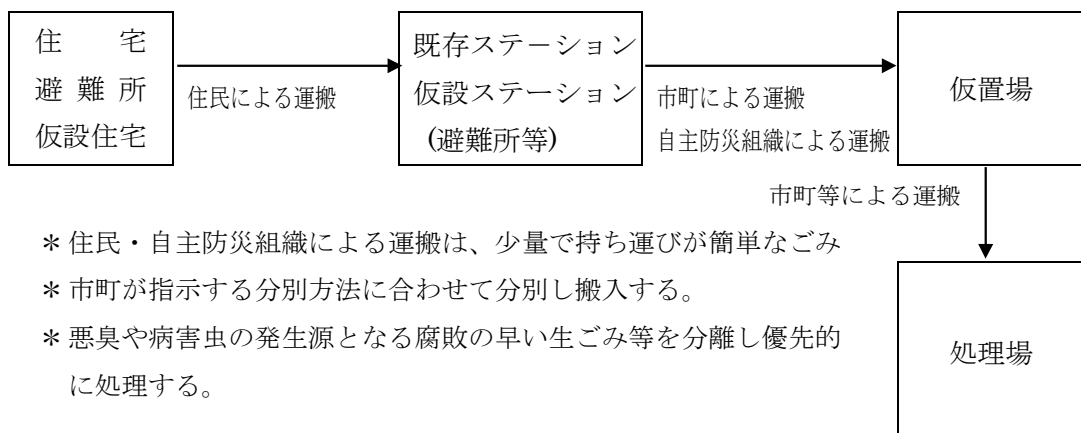 住　　宅
避 難 所
仮設住宅
住民による運搬
既存ステーション
仮設ステーション
(避難所等)
市町による運搬
自主防災組織による運搬
仮置場
市町等による運搬
処理場
＊住民・自主防災組織による運搬は、少量で持ち運びが簡単なごみ
＊市町が指示する分別方法に合わせて分別し搬入する。
＊悪臭や病害虫の発生源となる腐敗の早い生ごみ等を分離し優先的
に処理する。